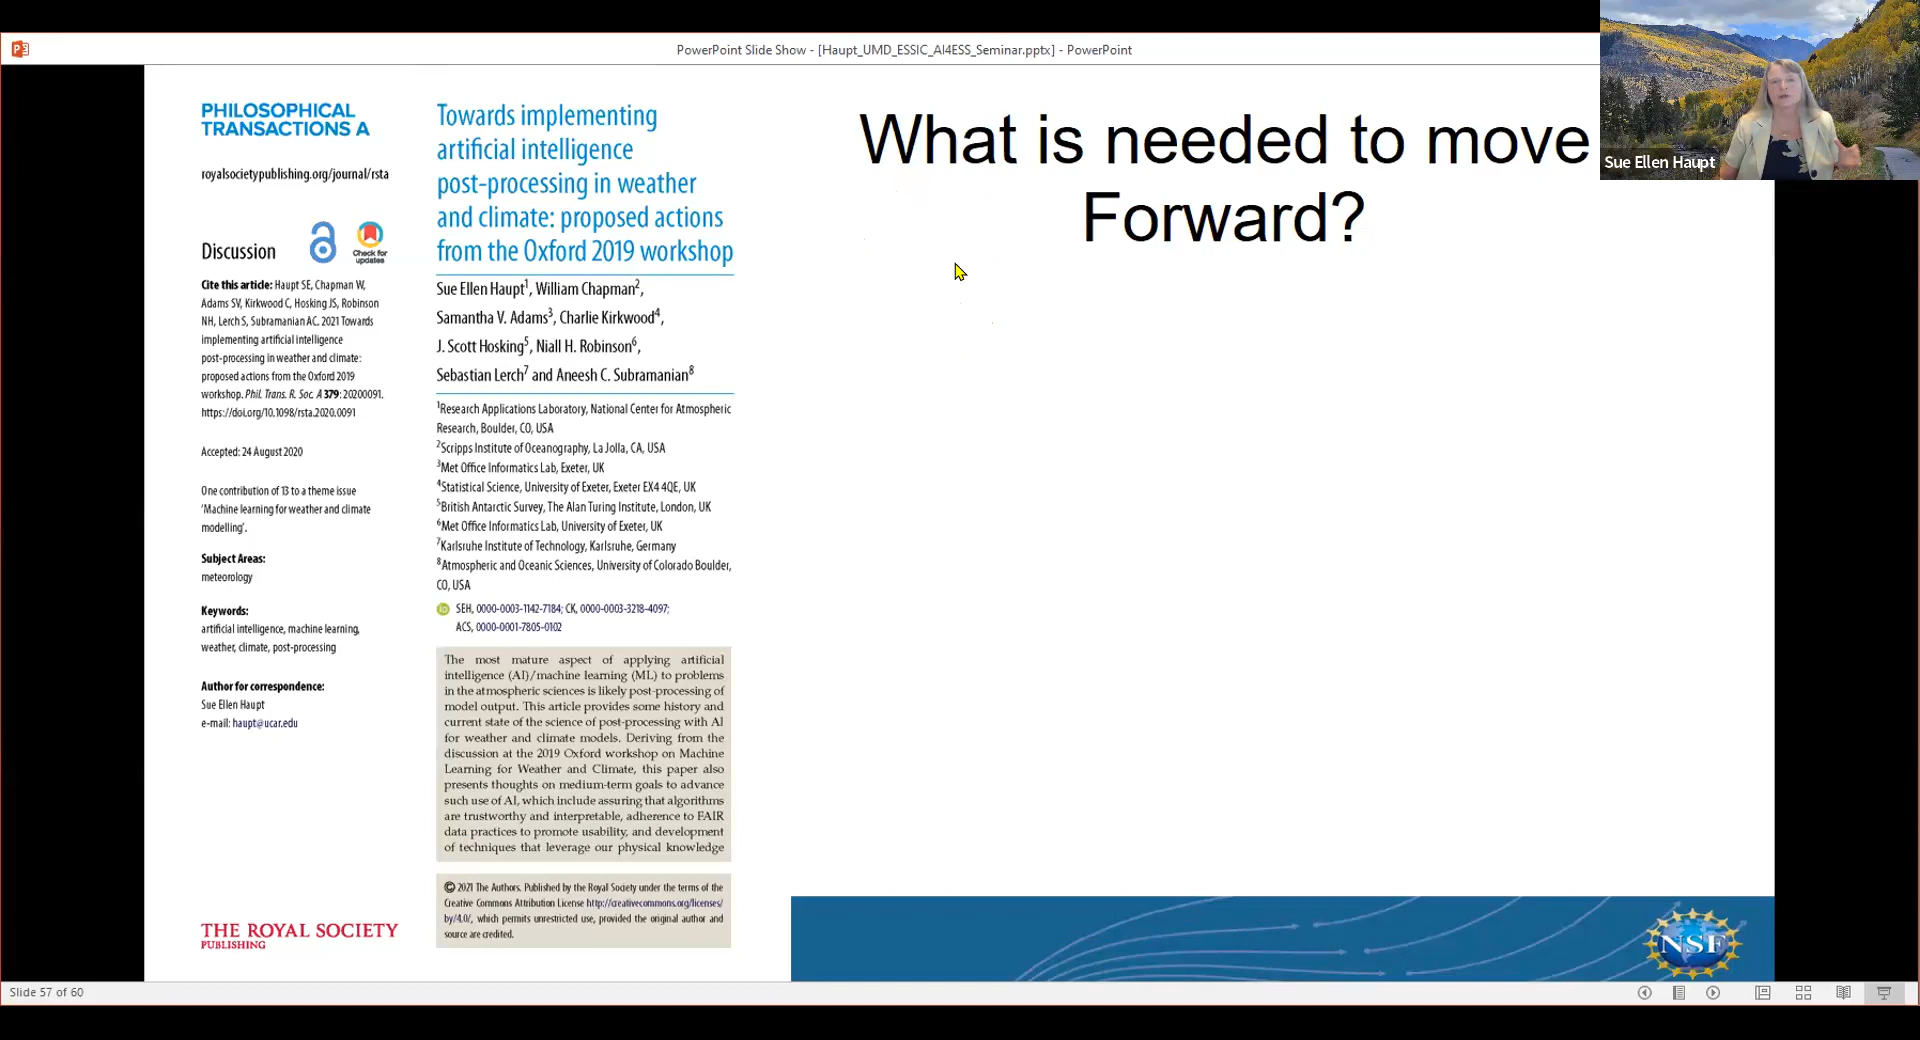 PowerPoint Slide Show - [Haupt_UMD_ESSIC_AI4ESS_Seminar.pptx] - PowerPoint
PHILOSOPHICAL
TRANSACTIONS A
royalsocietypublishing.org/journal/rsta
Discussion
Check for
updates
Cite this article: Haupt SE, Chapman W,
Adams SV, Kirkwood C, Hosking JS, Robinson
NH, Lerch S, Subramanian AC. 2021 Towards
implementing artificial intelligence
post-processing in weather and climate:
proposed actions from the Oxford 2019
workshop. Phil. Trans. R. Soc. A 379: 20200091.
https://doi.org/10.1098/rsta.2020.0091
Accepted: 24 August 2020
One contribution of 13 to a theme issue
'Machine learning for weather and climate
modelling'.
Subject Areas:
meteorology
Keywords:
artificial intelligence, machine learning,
weather, climate, post-processing
Author for correspondence:
Sue Ellen Haupt
e-mail: haupt@ucar.edu
THE ROYAL SOCIETY
PUBLISHING
Towards implementing
artificial intelligence
post-processing in weather
and climate: proposed actions
from the Oxford 2019 workshop
Sue Ellen Haupt1, William Chapman2,
Samantha V. Adams3, Charlie Kirkwood4,
J. Scott Hosking5, Niall H. Robinson6,
Sebastian Lerch7 and Aneesh C. Subramanian8
1Research Applications Laboratory, National Center for Atmospheric
Research, Boulder, CO, USA
2Scripps Institute of Oceanography, La Jolla, CA, USA
3Met Office Informatics Lab, Exeter, UK
4Statistical Science, University of Exeter, Exeter EX4 4QE, UK
5British Antarctic Survey, The Alan Turing Institute, London, UK
6Met Office Informatics Lab, University of Exeter, UK
7Karlsruhe Institute of Technology, Karlsruhe, Germany
8Atmospheric and Oceanic Sciences, University of Colorado Boulder,
CO, USA
iD SEH, 0000-0003-1142-7184; CK, 0000-0003-3218-4097;
ACS, 0000-0001-7805-0102
The most mature aspect of applying artificial
intelligence (AI)/machine learning (ML) to problems
in the atmospheric sciences is likely post-processing of
model output. This article provides some history and
current state of the science of post-processing with AI
for weather and climate models. Deriving from the
discussion at the 2019 Oxford workshop on Machine
Learning for Weather and Climate, this paper also
presents thoughts on medium-term goals to advance
such use of AI, which include assuring that algorithms
are trustworthy and interpretable, adherence to FAIR
data practices to promote usability, and development
of techniques that leverage our physical knowledge
© 2021 The Authors. Published by the Royal Society under the terms of the
Creative Commons Attribution License http://creativecommons.org/licenses/
by/4.0/, which permits unrestricted use, provided the original author and
source are credited.
What is needed to move
Forward?
Sue Ellen Haupt
NSF
Slide 57 of 60